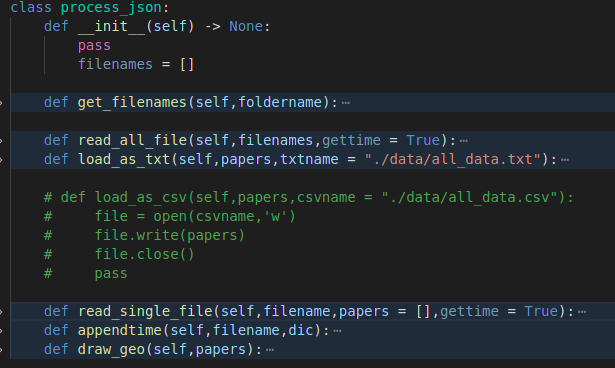 class process_json:
    def __init__(self) -> None:
        pass
        filenames = []
    def get_filenames(self,foldername):⋯
    def read_all_file(self,filenames,gettime = True):⋯
    def load_as_txt(self,papers,txtname = "./data/all_data.txt"):⋯
    # def load_as_csv(self,papers,csvname = "./data/all_data.csv"):
    #     file = open(csvname,'w')
    #     file.write(papers)
    #     file.close()
    #     pass
    def read_single_file(self,filename,papers = [],gettime = True):⋯
    def appendtime(self,filename,dic):⋯
    def draw_geo(self,papers):⋯